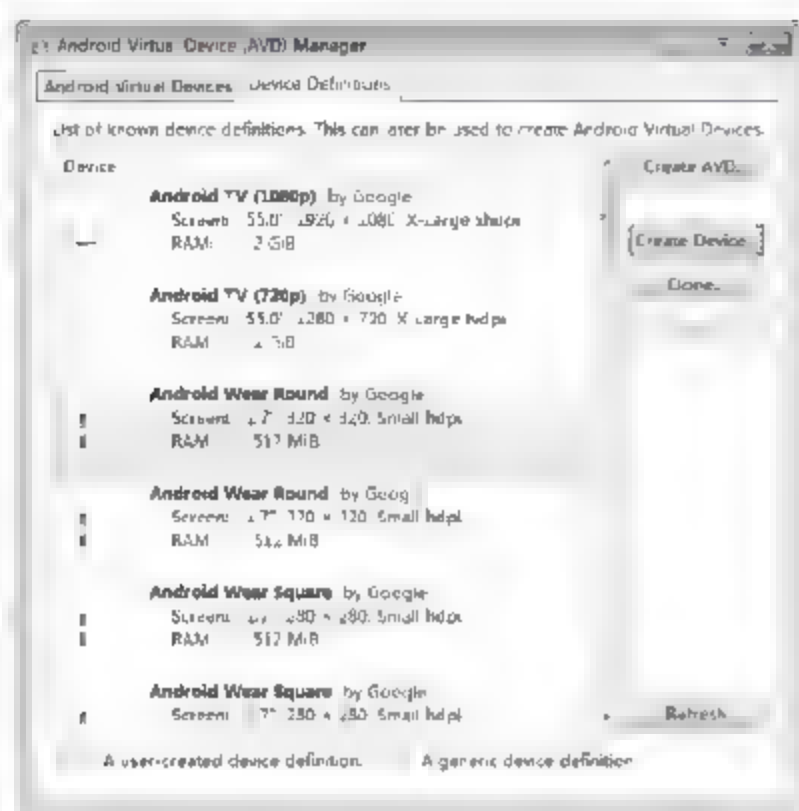 Android Virtual Device (AVD) Manager
Android Virtual Devices Device Definitions
List of known device definitions. This can later be used to create Android Virtual Devices.
Device
Create AVD...
Android TV (1080p) by Google
Screen: 55.0" 1920 × 1080 X-Large
RAM: 2 GiB
Create Device
Clone...
Android TV (720p) by Google
Screen: 55.0" 1280 × 720 X-Large tvdpi
RAM
Android Wear Round by Google
Screen: 320 × 320, Small hdpi
RAM 512 MiB
Android Wear Round by
Screen: Small hdpi
RAM 512 MiB
Android Wear Square by Google
Screen: 280 × 280, Small hdpi
RAM 512 MiB
Android Wear Square by Google
Screen: 280 × 280 Small hdpi
Refresh
A user-created device definition. A generic device definition